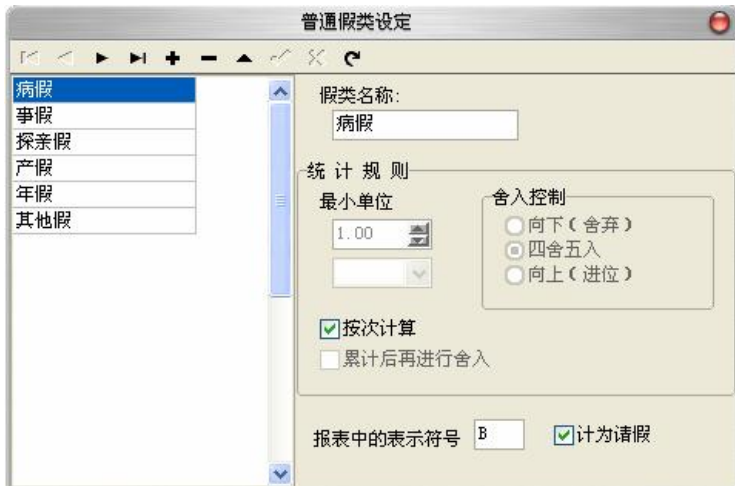 普通假类设定
病假
事假
探亲假
产假
年假
其他假
假类名称:
病假
统 计 规 则
最小单位
1.00
舍入控制
向下(舍弃)
四舍五入
向上(进位)
按次计算
累计后再进行舍入
报表中的表示符号 B 计为请假